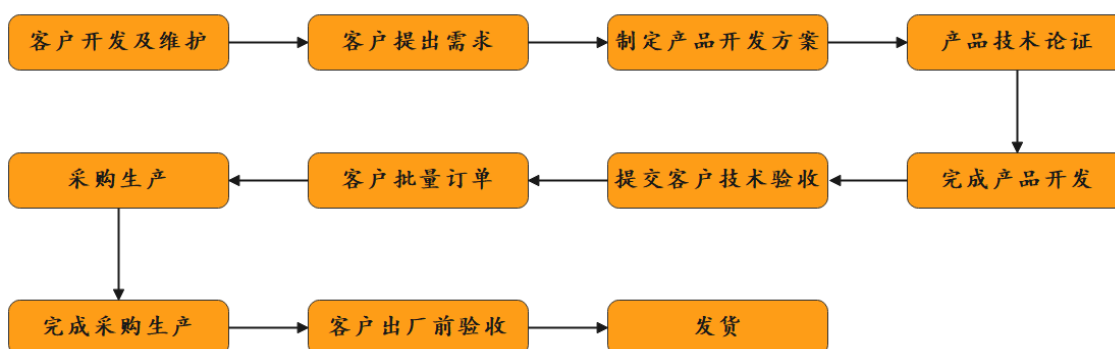 客户开发及维护
客户提出需求
制定产品开发方案
产品技术论证
完成产品开发
提交客户技术验收
客户批量订单
采购生产
完成采购生产
客户出厂前验收
发货